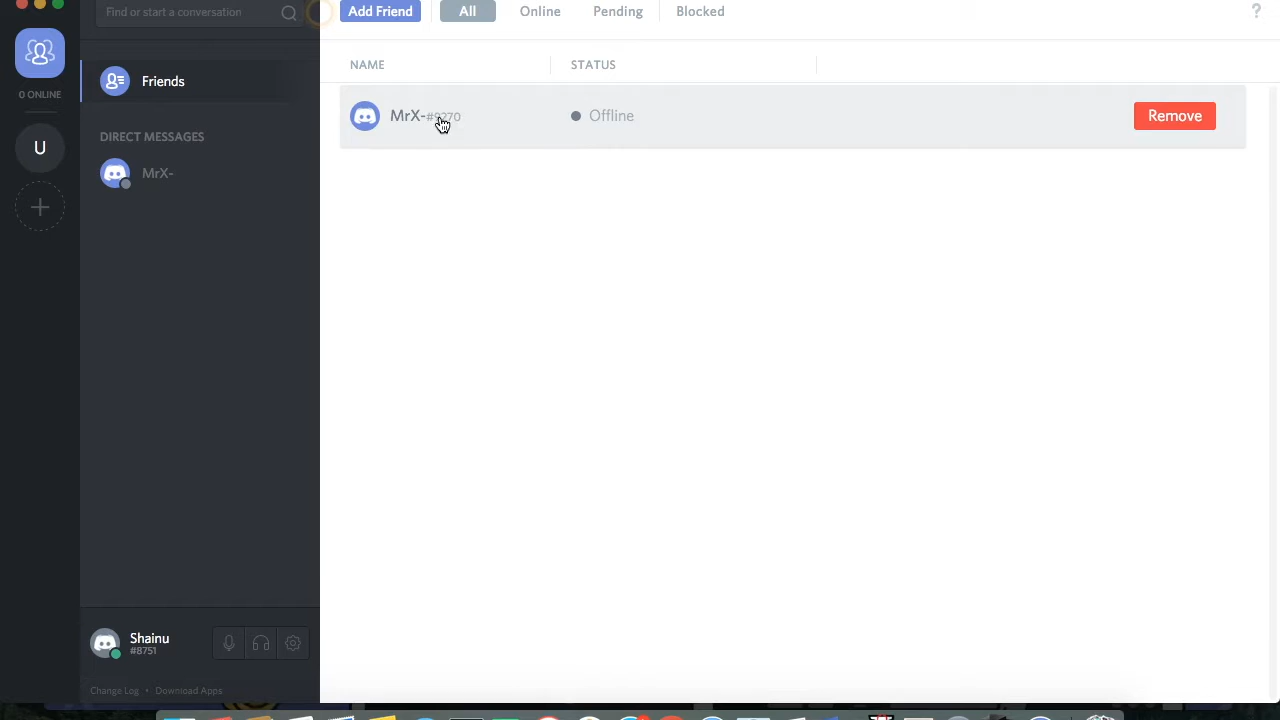 Find or start a conversation
Add Friend
All
Online
Pending
Blocked
?
0 ONLINE
Friends
NAME
STATUS
MrX-
Offline
Remove
DIRECT MESSAGES
U
MrX-
Shainu
#8751
Change Log • Download Apps